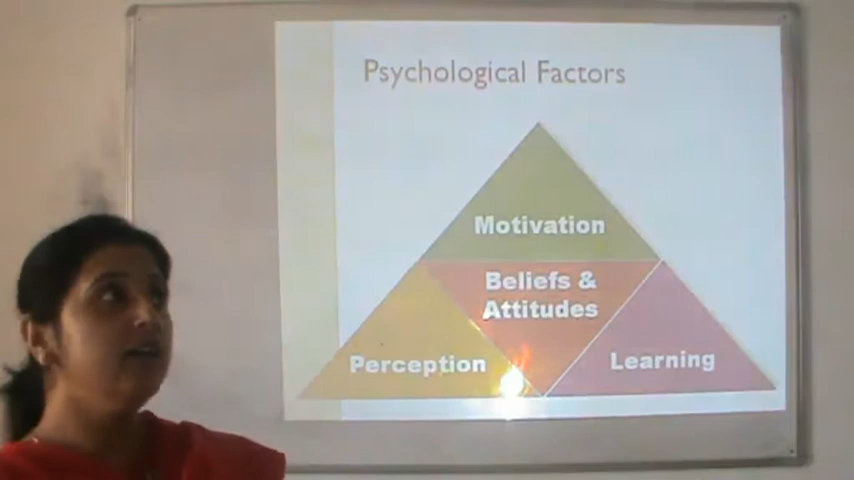 Psychological Factors
Motivation
Beliefs &
Attitudes
Perception
Learning